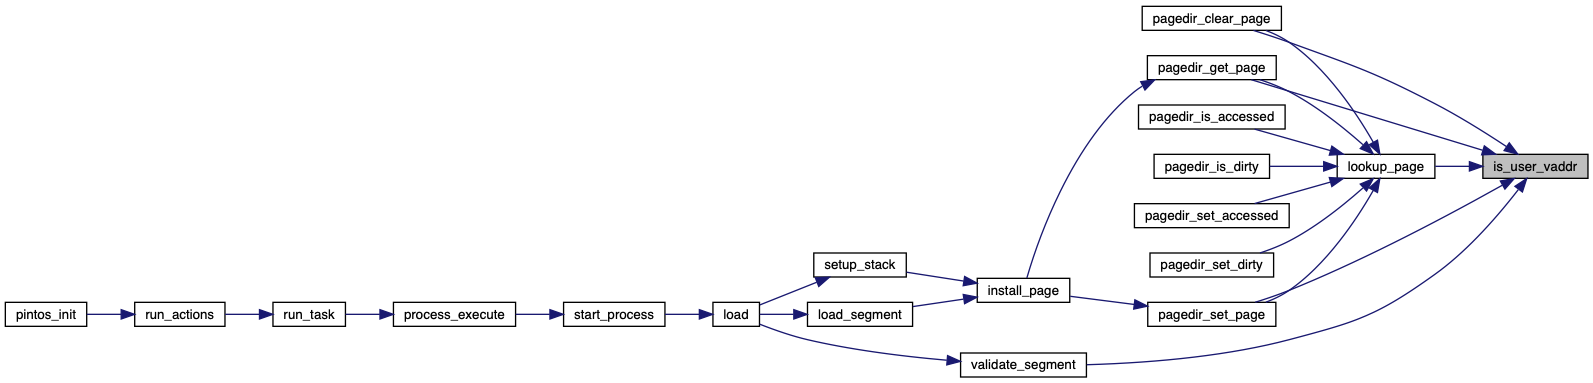 pagedir_clear_page
pagedir_get_page
pagedir_is_accessed
pagedir_is_dirty
lookup_page
is_user_vaddr
pagedir_set_accessed
setup_stack
pagedir_set_dirty
install_page
pintos_init
run_actions
run_task
process_execute
start_process
load
load_segment
pagedir_set_page
validate_segment